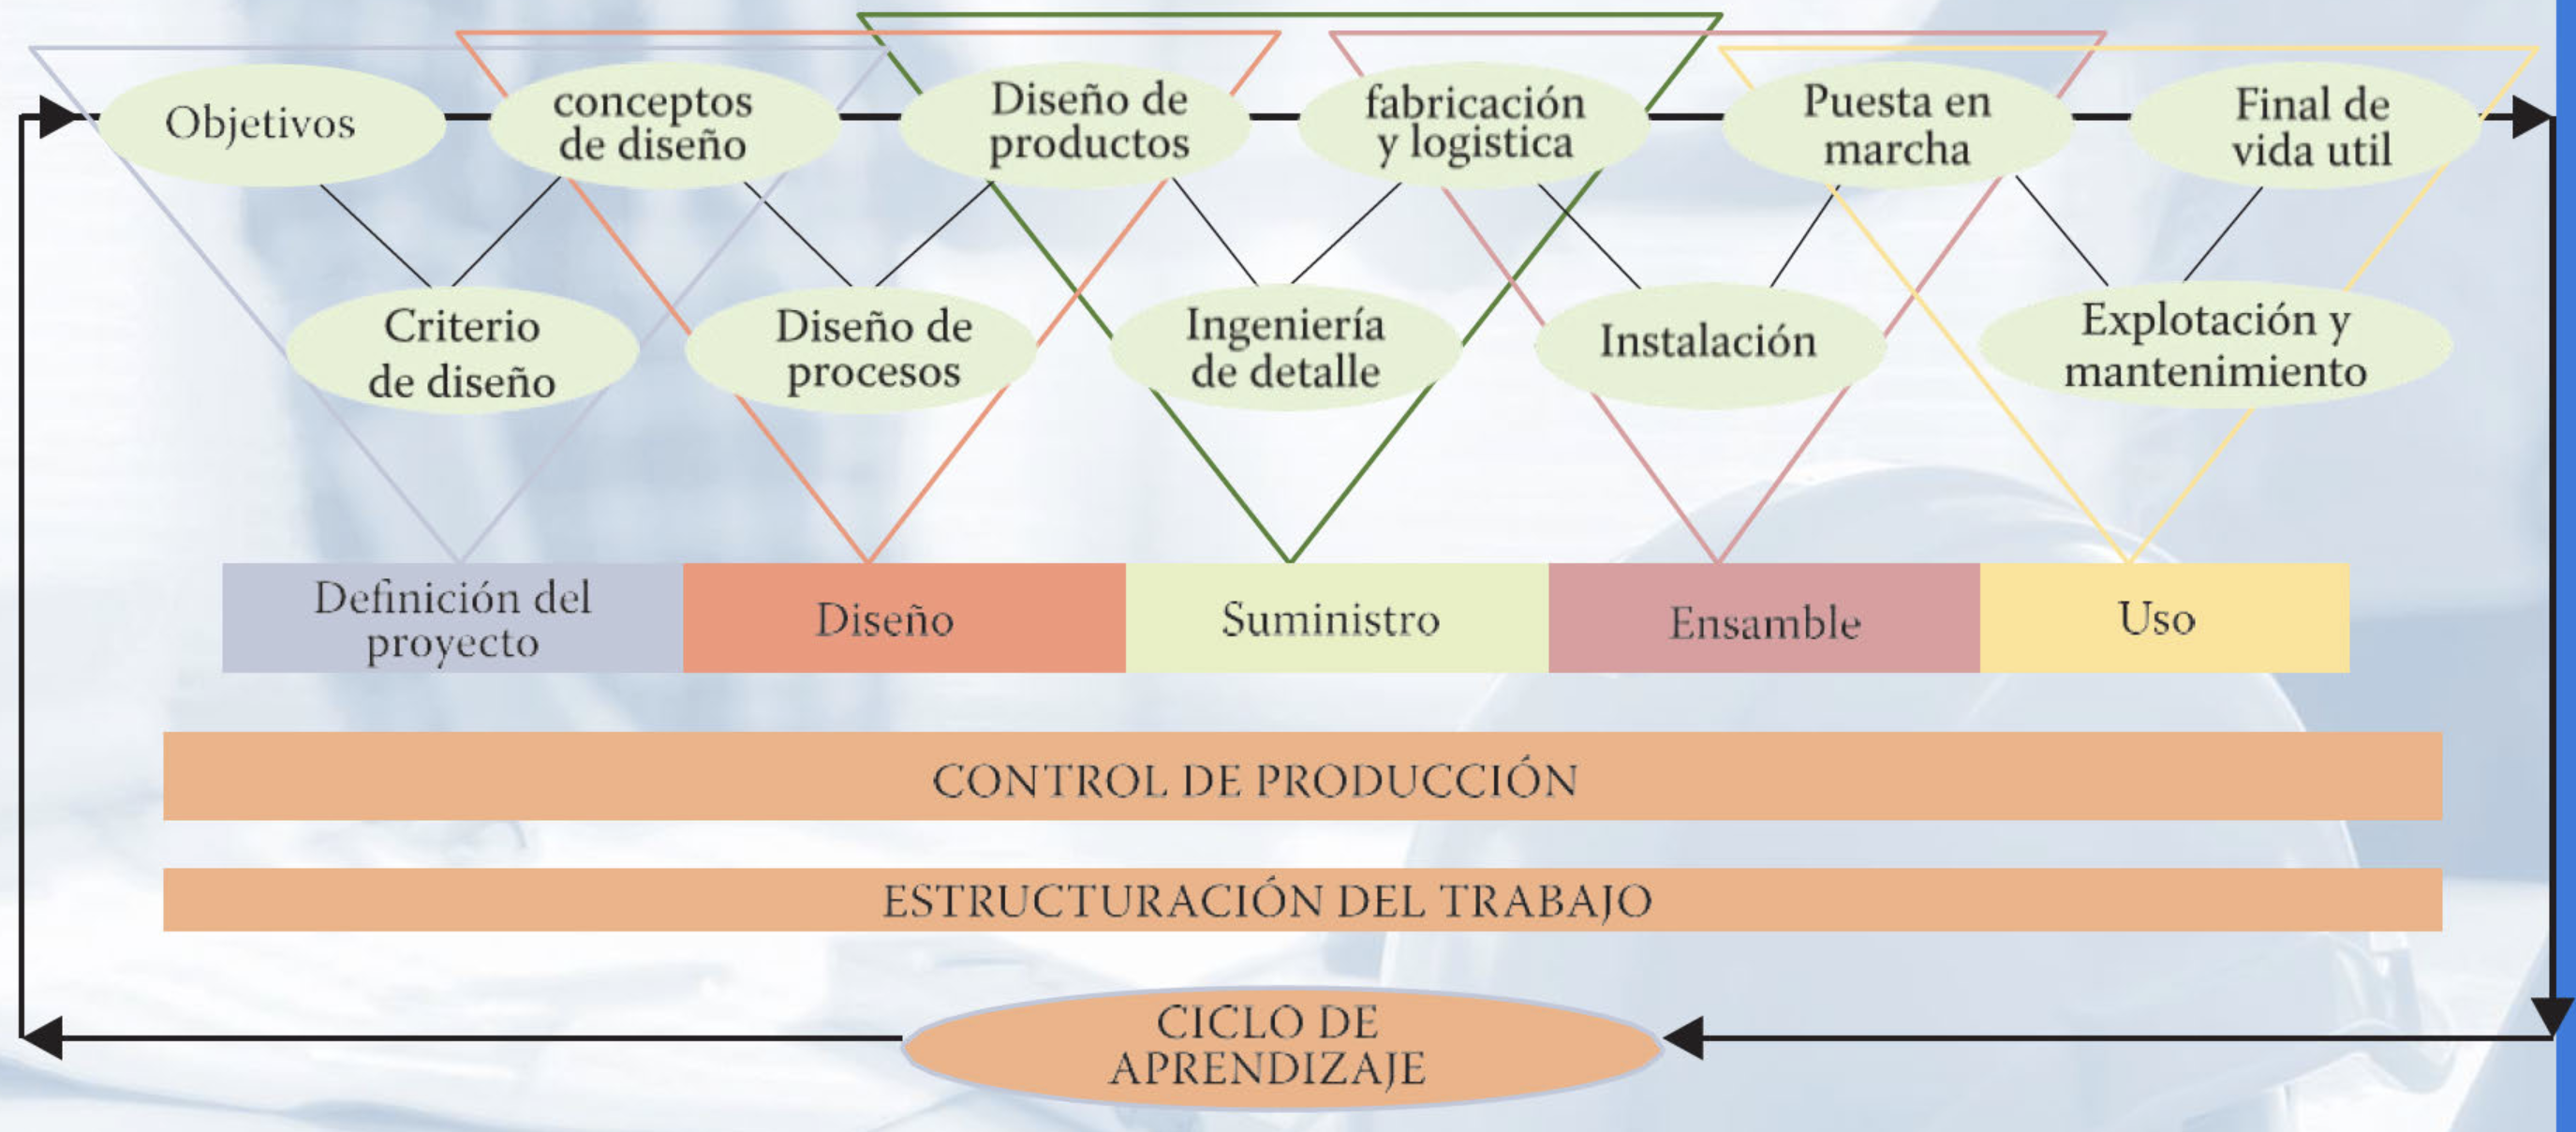 Objetivos
conceptos
de diseño
Diseño de
productos
fabricación
y logistica
Puesta en
marcha
Final de
vida util
Criterio
de diseño
Diseño de
procesos
Ingeniería
de detalle
Instalación
Explotación y
mantenimiento
Definición del
proyecto
Diseño
Suministro
Ensamble
Uso
CONTROL DE PRODUCCIÓN
ESTRUCTURACIÓN DEL TRABAJO
CICLO DE
APRENDIZAJE